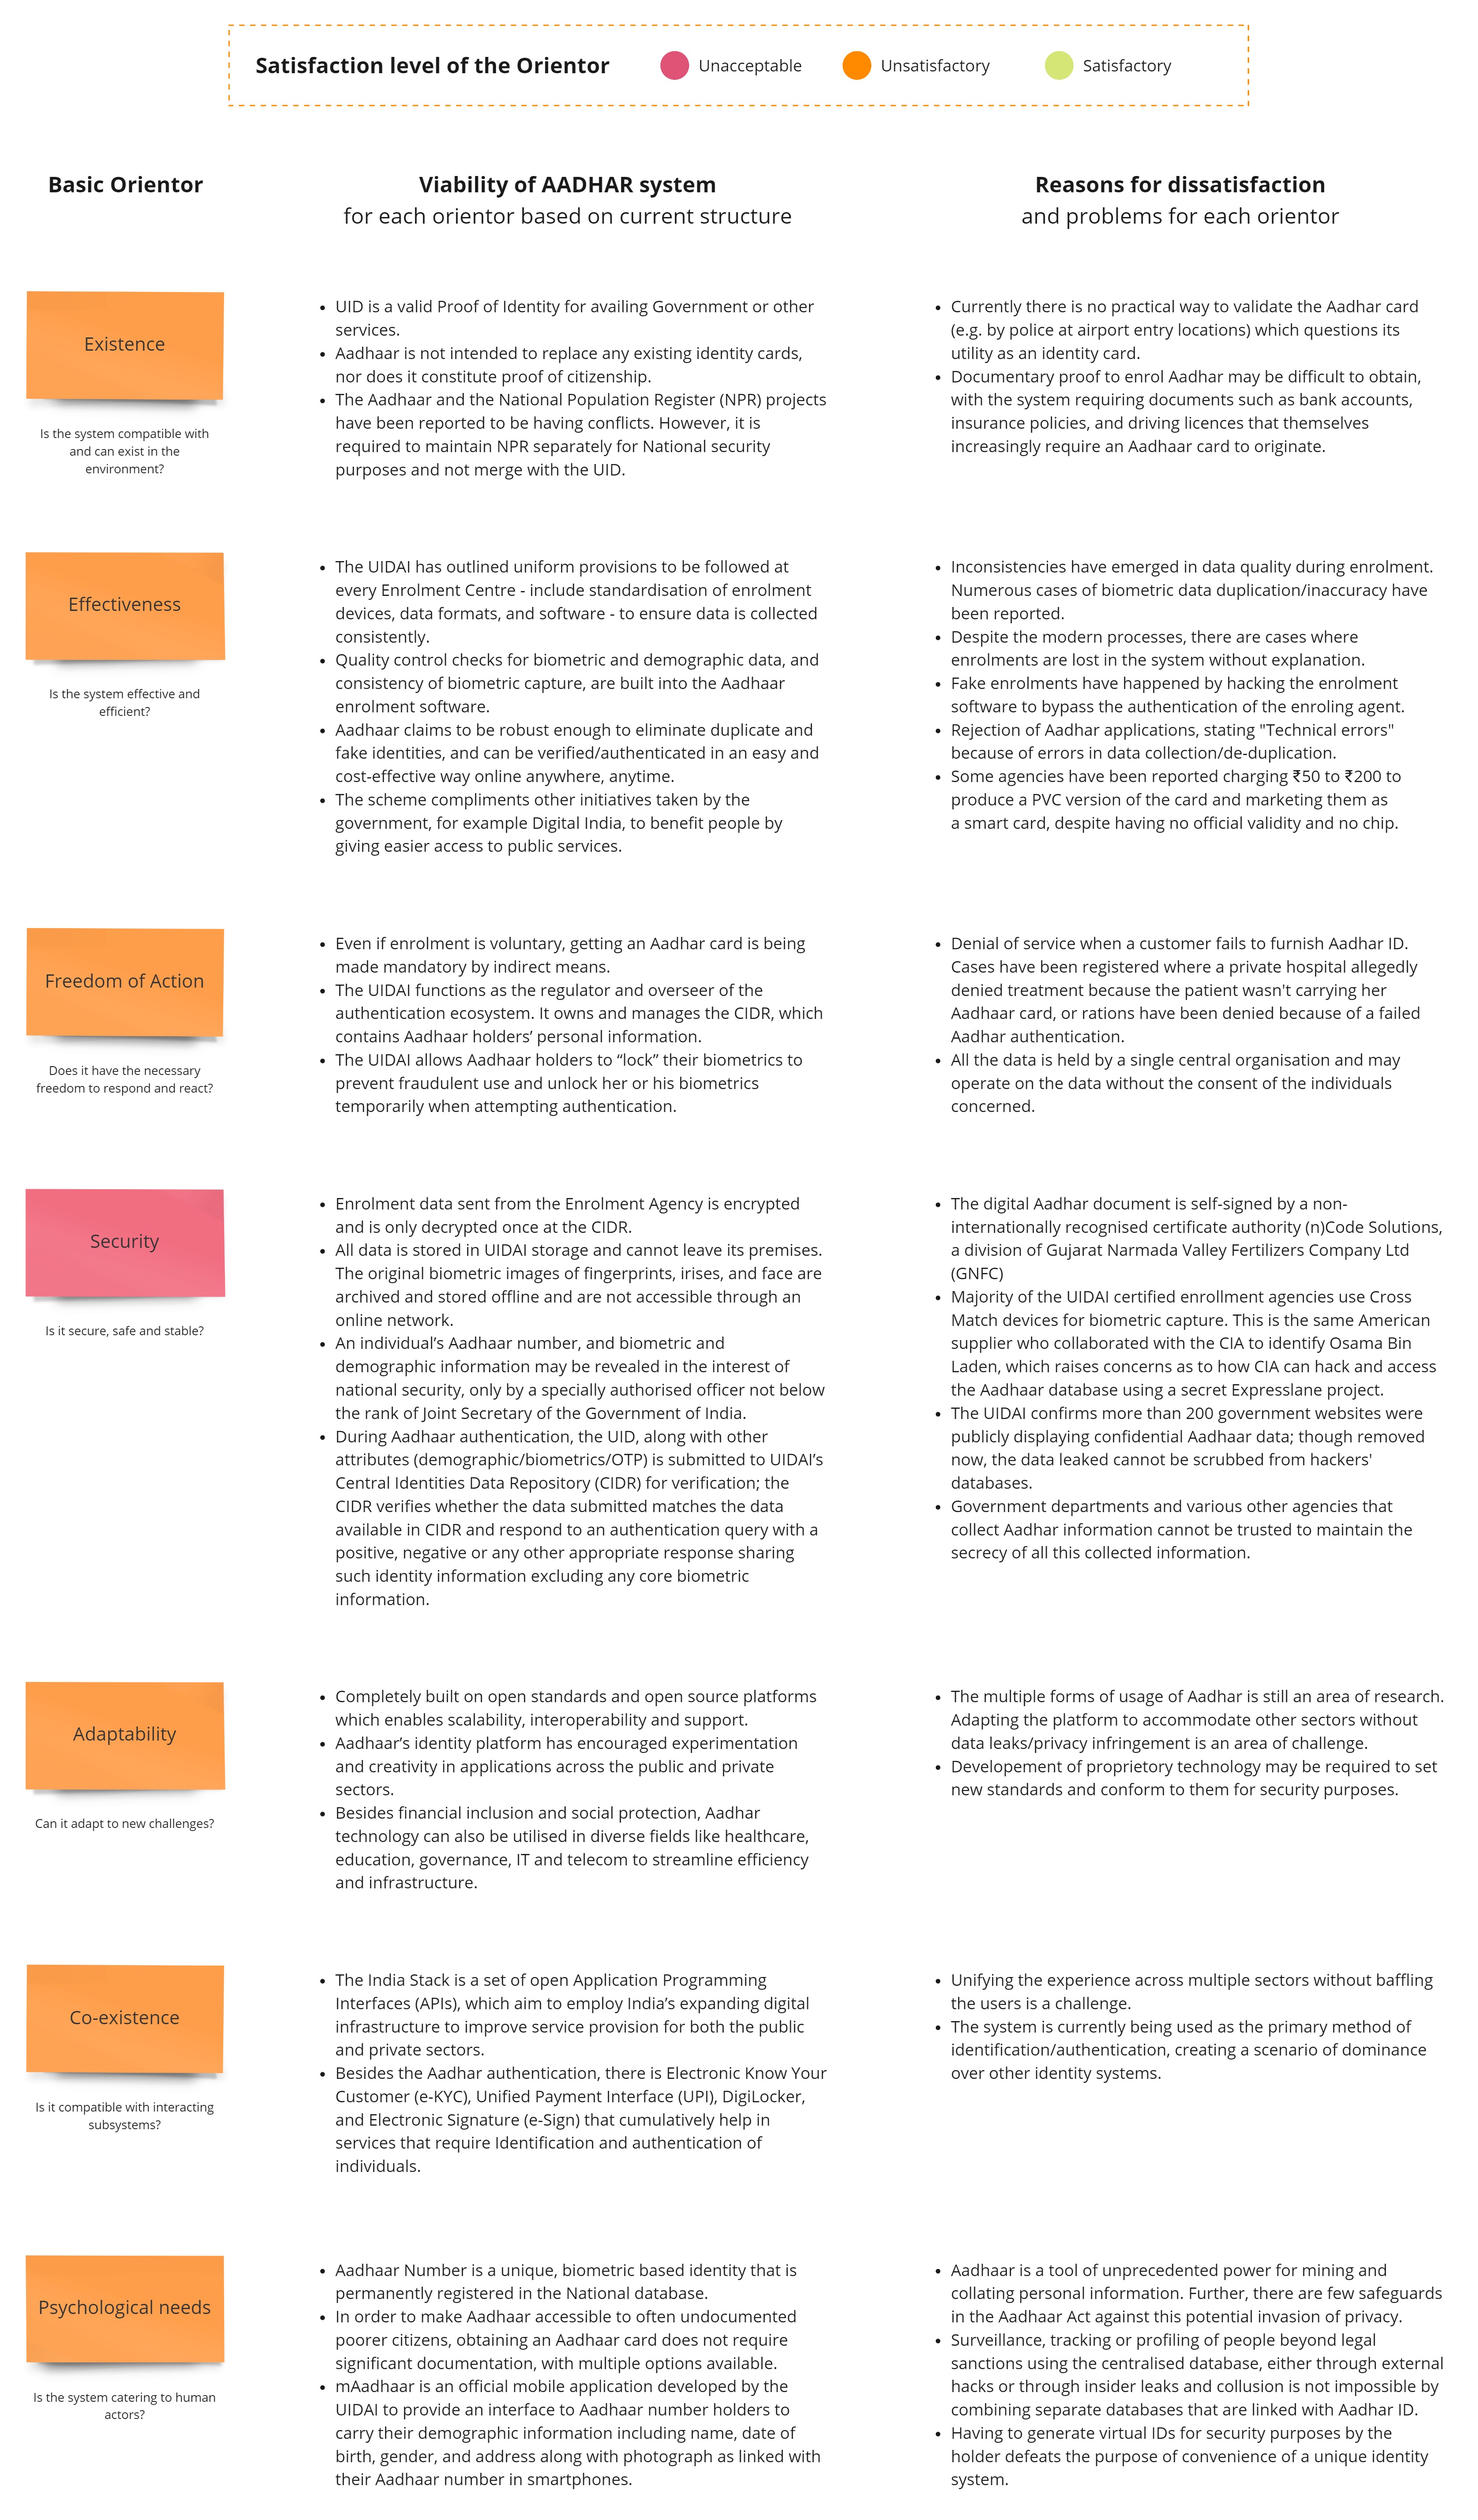 Satisfaction level of the Orientor
Unacceptable
Unsatisfactory
Satisfactory
Basic Orientor
Viability of AADHAR system
for each orientor based on current structure
Reasons for dissatisfaction
and problems for each orientor
Existence
Is the system compatible with
and can exist in the
environment?
• UID is a valid Proof of Identity for availing Government or other
services.
• Aadhaar is not intended to replace any existing identity cards,
nor does it constitute proof of citizenship.
• The Aadhaar and the National Population Register (NPR) projects
have been reported to be having conflicts. However, it is
required to maintain NPR separately for National security
purposes and not merge with the UID.
• Currently there is no practical way to validate the Aadhar card
(e.g. by police at airport entry locations) which questions its
utility as an identity card.
• Documentary proof to enrol Aadhar may be difficult to obtain,
with the system requiring documents such as bank accounts,
insurance policies, and driving licences that themselves
increasingly require an Aadhaar card to originate.
Effectiveness
Is the system effective and
efficient?
• The UIDAI has outlined uniform provisions to be followed at
every Enrolment Centre - include standardisation of enrolment
devices, data formats, and software - to ensure data is collected
consistently.
• Quality control checks for biometric and demographic data, and
consistency of biometric capture, are built into the Aadhaar
enrolment software.
• Aadhaar claims to be robust enough to eliminate duplicate and
fake identities, and can be verified/authenticated in an easy and
cost-effective way online anywhere, anytime.
• The scheme compliments other initiatives taken by the
government, for example Digital India, to benefit people by
giving easier access to public services.
• Inconsistencies have emerged in data quality during enrolment.
Numerous cases of biometric data duplication/inaccuracy have
been reported.
• Despite the modern processes, there are cases where
enrolments are lost in the system without explanation.
• Fake enrolments have happened by hacking the enrolment
software to bypass the authentication of the enroling agent.
• Rejection of Aadhar applications, stating "Technical errors"
because of errors in data collection/de-duplication.
• Some agencies have been reported charging ₹50 to ₹200 to
produce a PVC version of the card and marketing them as
a smart card, despite having no official validity and no chip.
Freedom of Action
Does it have the necessary
freedom to respond and react?
• Even if enrolment is voluntary, getting an Aadhar card is being
made mandatory by indirect means.
• The UIDAI functions as the regulator and overseer of the
authentication ecosystem. It owns and manages the CIDR, which
contains Aadhaar holders’ personal information.
• The UIDAI allows Aadhaar holders to “lock” their biometrics to
prevent fraudulent use and unlock her or his biometrics
temporarily when attempting authentication.
• Denial of service when a customer fails to furnish Aadhar ID.
Cases have been registered where a private hospital allegedly
denied treatment because the patient wasn't carrying her
Aadhaar card, or rations have been denied because of a failed
Aadhar authentication.
• All the data is held by a single central organisation and may
operate on the data without the consent of the individuals
concerned.
Security
Is it secure, safe and stable?
• Enrolment data sent from the Enrolment Agency is encrypted
and is only decrypted once at the CIDR.
• All data is stored in UIDAI storage and cannot leave its premises.
The original biometric images of fingerprints, irises, and face are
archived and stored offline and are not accessible through an
online network.
• An individual’s Aadhaar number, and biometric and
demographic information may be revealed in the interest of
national security, only by a specially authorised officer not below
the rank of Joint Secretary of the Government of India.
• During Aadhaar authentication, the UID, along with other
attributes (demographic/biometrics/OTP) is submitted to UIDAI’s
Central Identities Data Repository (CIDR) for verification; the
CIDR verifies whether the data submitted matches the data
available in CIDR and respond to an authentication query with a
positive, negative or any other appropriate response sharing
such identity information excluding any core biometric
information.
• The digital Aadhar document is self-signed by a non-
internationally recognised certificate authority (n)Code Solutions,
a division of Gujarat Narmada Valley Fertilizers Company Ltd
(GNFC)
• Majority of the UIDAI certified enrollment agencies use Cross
Match devices for biometric capture. This is the same American
supplier who collaborated with the CIA to identify Osama Bin
Laden, which raises concerns as to how CIA can hack and access
the Aadhaar database using a secret Expresslane project.
• The UIDAI confirms more than 200 government websites were
publicly displaying confidential Aadhaar data; though removed
now, the data leaked cannot be scrubbed from hackers'
databases.
• Government departments and various other agencies that
collect Aadhar information cannot be trusted to maintain the
secrecy of all this collected information.
Adaptability
Can it adapt to new challenges?
• Completely built on open standards and open source platforms
which enables scalability, interoperability and support.
• Aadhaar’s identity platform has encouraged experimentation
and creativity in applications across the public and private
sectors.
• Besides financial inclusion and social protection, Aadhar
technology can also be utilised in diverse fields like healthcare,
education, governance, IT and telecom to streamline efficiency
and infrastructure.
• The multiple forms of usage of Aadhar is still an area of research.
Adapting the platform to accommodate other sectors without
data leaks/privacy infringement is an area of challenge.
• Developement of proprietory technology may be required to set
new standards and conform to them for security purposes.
Co-existence
Is it compatible with interacting
subsystems?
• The India Stack is a set of open Application Programming
Interfaces (APIs), which aim to employ India’s expanding digital
infrastructure to improve service provision for both the public
and private sectors.
• Besides the Aadhar authentication, there is Electronic Know Your
Customer (e-KYC), Unified Payment Interface (UPI), DigiLocker,
and Electronic Signature (e-Sign) that cumulatively help in
services that require Identification and authentication of
individuals.
• Unifying the experience across multiple sectors without baffling
the users is a challenge.
• The system is currently being used as the primary method of
identification/authentication, creating a scenario of dominance
over other identity systems.
Psychological needs
Is the system catering to human
actors?
• Aadhaar Number is a unique, biometric based identity that is
permanently registered in the National database.
• In order to make Aadhaar accessible to often undocumented
poorer citizens, obtaining an Aadhaar card does not require
significant documentation, with multiple options available.
• mAadhaar is an official mobile application developed by the
UIDAI to provide an interface to Aadhaar number holders to
carry their demographic information including name, date of
birth, gender, and address along with photograph as linked with
their Aadhaar number in smartphones.
• Aadhaar is a tool of unprecedented power for mining and
collating personal information. Further, there are few safeguards
in the Aadhaar Act against this potential invasion of privacy.
• Surveillance, tracking or profiling of people beyond legal
sanctions using the centralised database, either through external
hacks or through insider leaks and collusion is not impossible by
combining separate databases that are linked with Aadhar ID.
• Having to generate virtual IDs for security purposes by the
holder defeats the purpose of convenience of a unique identity
system.